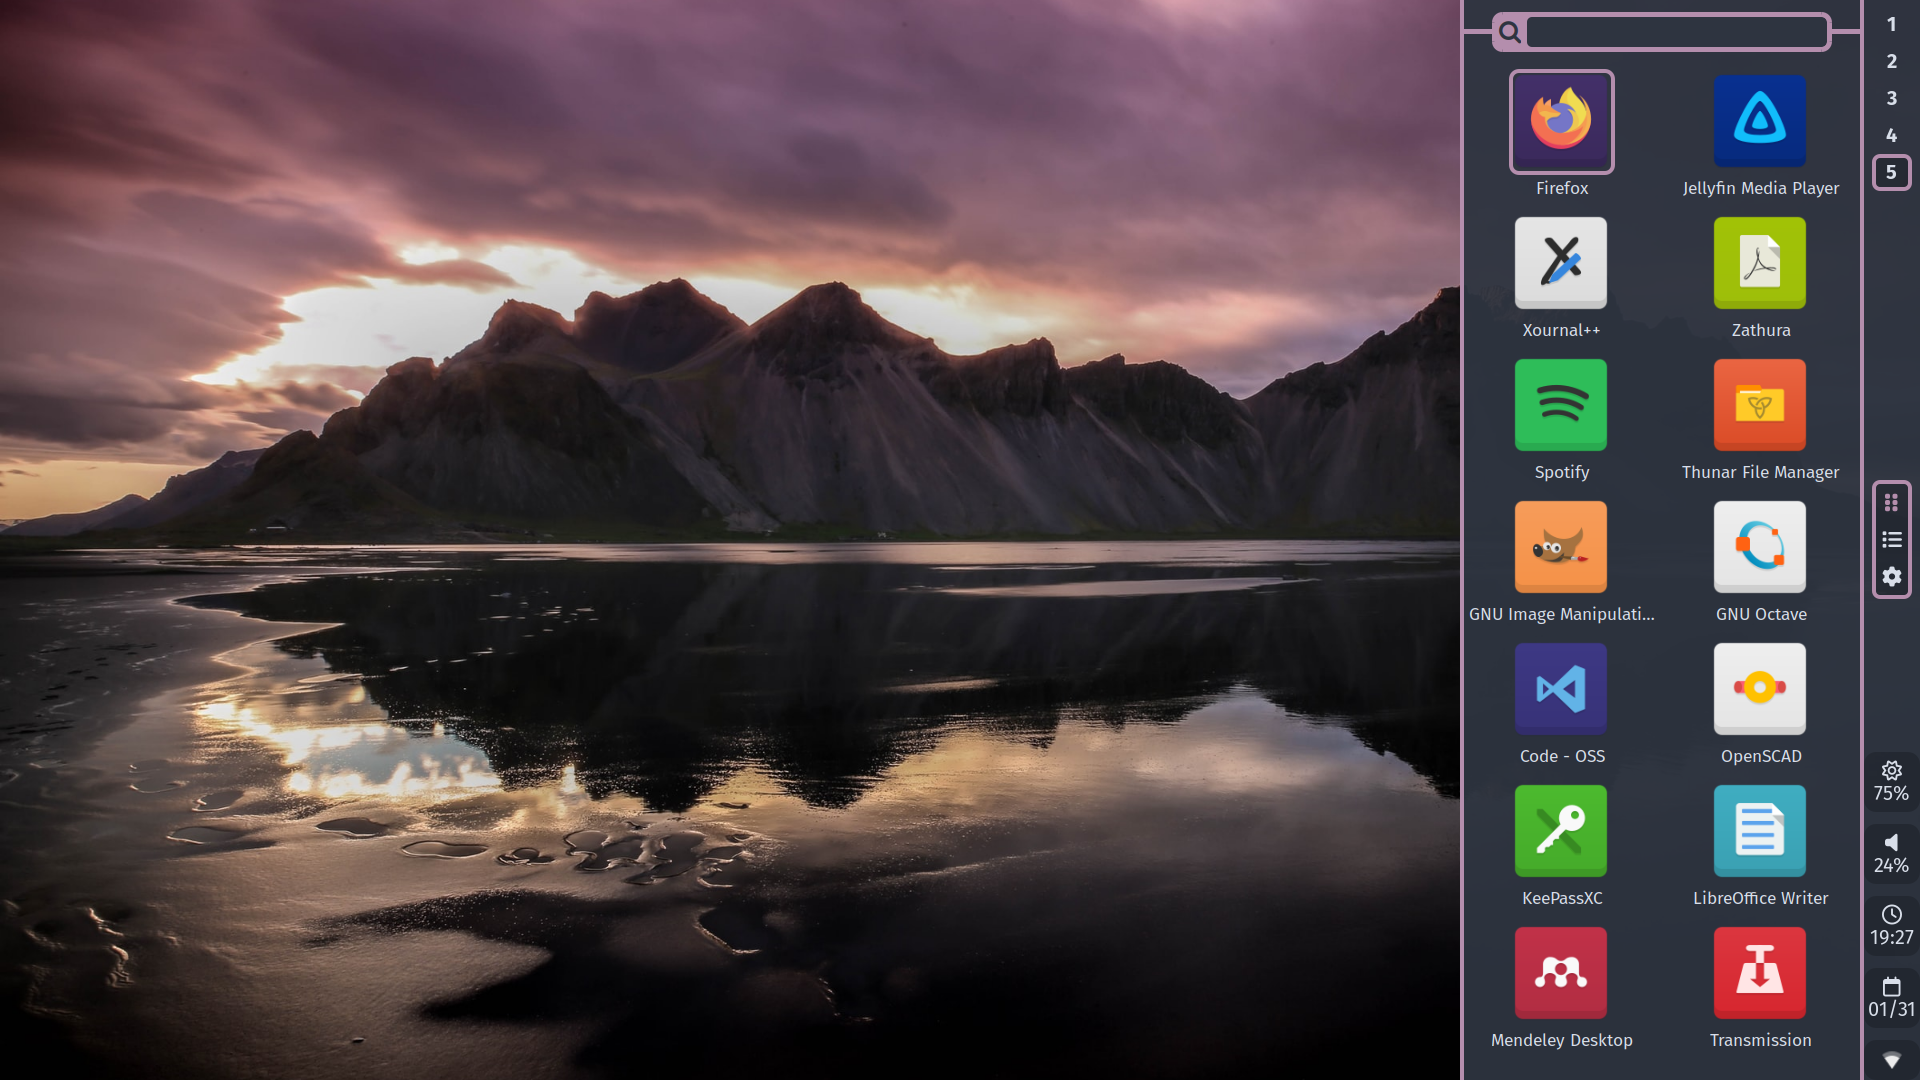 Firefox
Jellyfin Media Player
Xournal++
Zathura
Spotify
Thunar File Manager
GNU Image Manipulati...
GNU Octave
Code - OSS
OpenSCAD
KeePassXC
LibreOffice Writer
Mendeley Desktop
Transmission
1
2
3
4
5
75%
24%
19:27
01/31